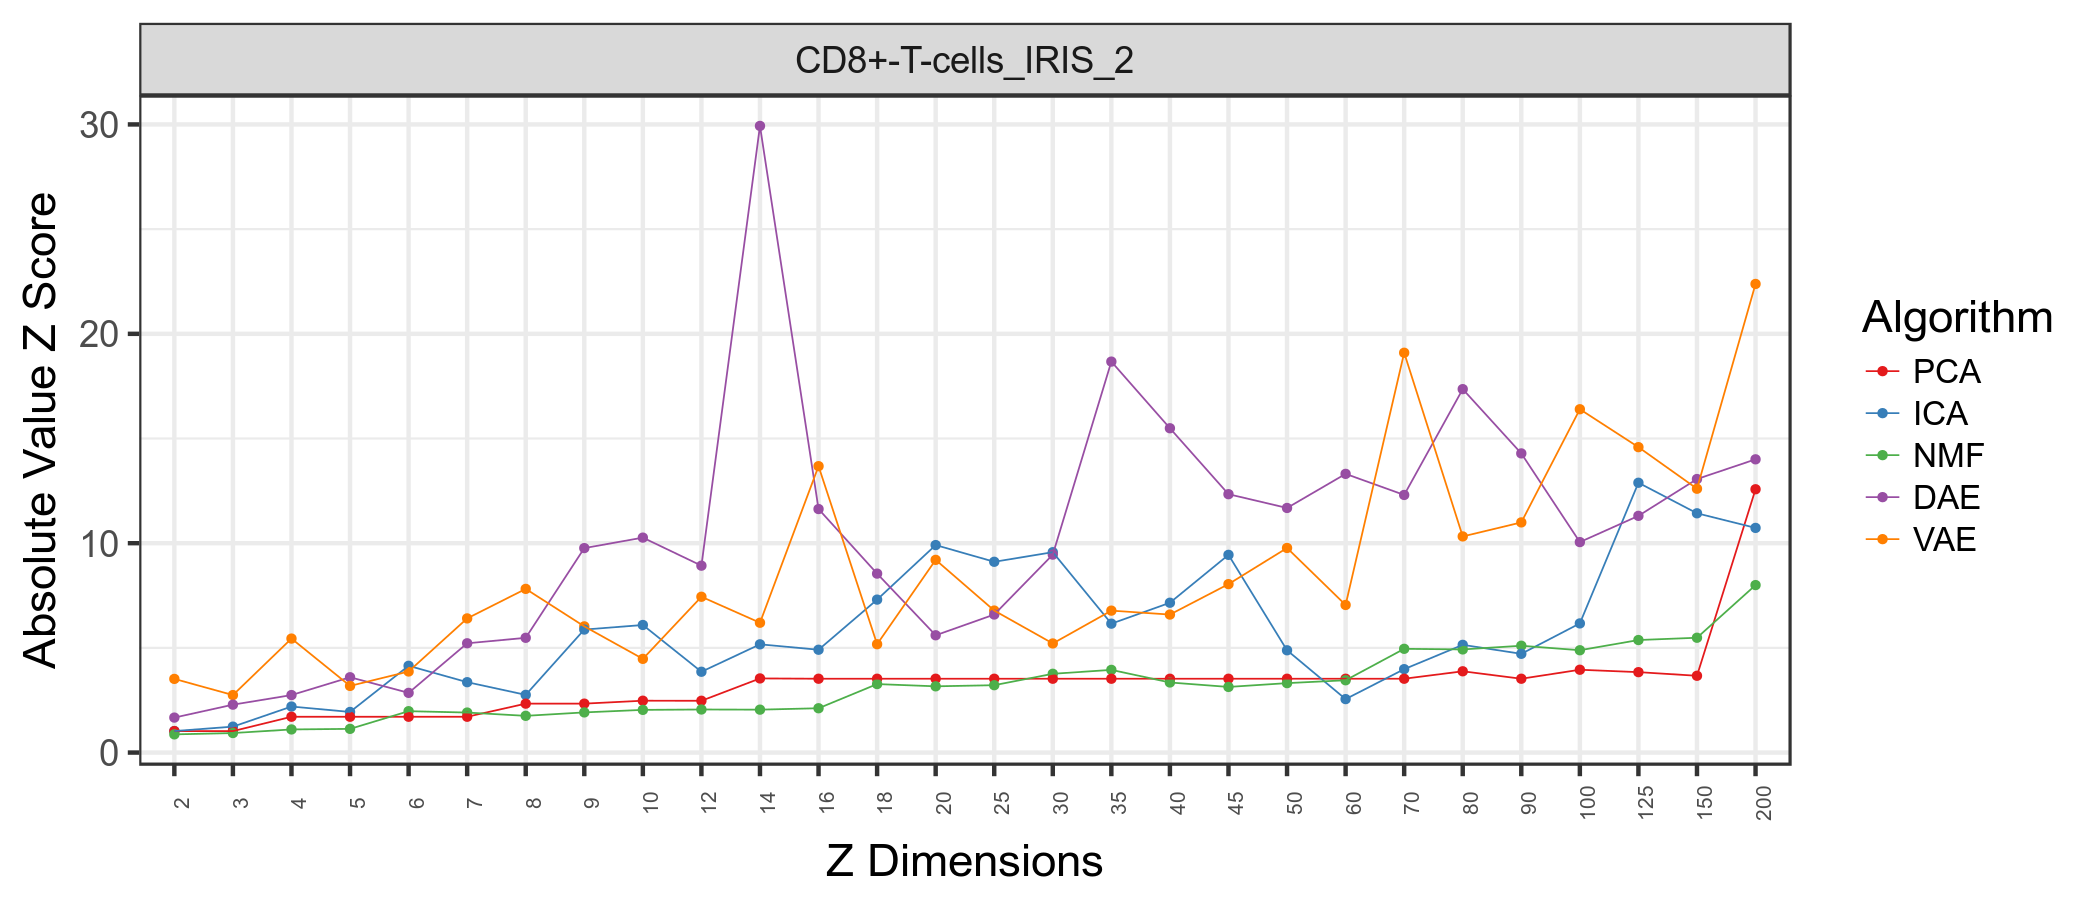 CD8+-T-cells_IRIS_2
Absolute Value Z Score
30
20
10
0
2 3 4 5 6 7 8 9 10 12 14 16 18 20 25 30 35 40 45 50 60 70 80 90 100 125 150 200
Z Dimensions
Algorithm
PCA
ICA
NMF
DAE
VAE